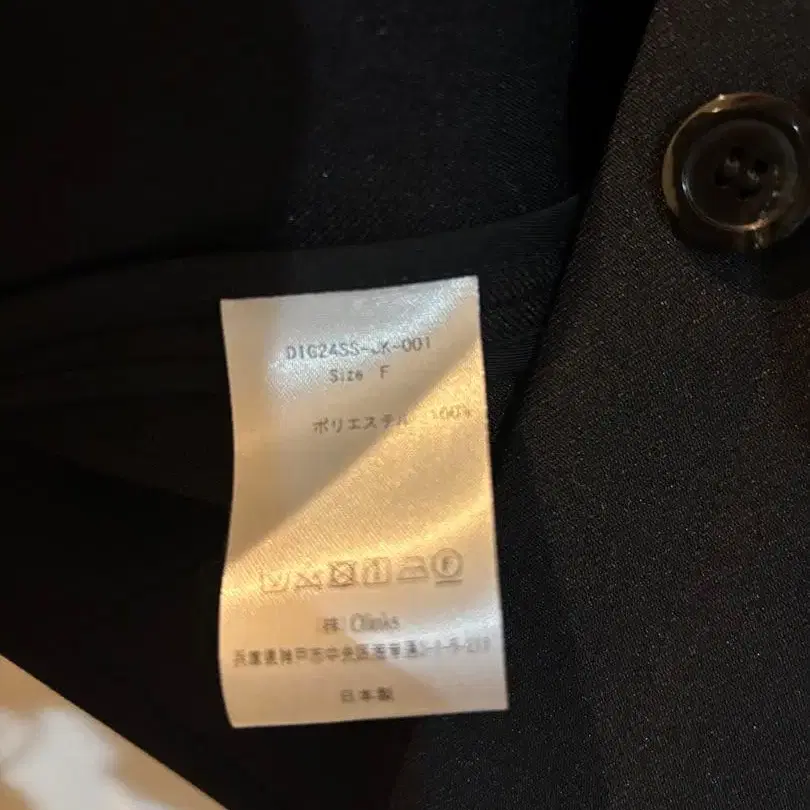 DIG24SS-JK-001
Size F
ポリエステル 100%
㈱
兵庫県神戸市中央区海岸通
日本製